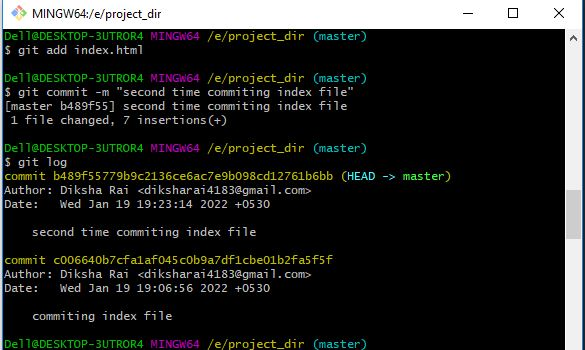 MINGW64:/e/project_dir
Dell@DESKTOP-3UTROR4 MINGW64 /e/project_dir (master)
$ git add index.html
Dell@DESKTOP-3UTROR4 MINGW64 /e/project_dir (master)
$ git commit -m "second time commiting index file"
[master b489f55] second time commiting index file
1 file changed, 7 insertions(+)
Dell@DESKTOP-3UTROR4 MINGW64 /e/project_dir (master)
$ git log
commit b489f55779b9c2136ce6ac7e9b098cd12761b6bb (HEAD -> master)
Author: Diksha Rai <diksharai4183@gmail.com>
Date:   Wed Jan 19 19:23:14 2022 +0530
second time commiting index file
commit c006640b7cfa1af045c0b9a7df1cbe01b2fa5f5f
Author: Diksha Rai <diksharai4183@gmail.com>
Date:   Wed Jan 19 19:06:56 2022 +0530
commiting index file
Dell@DESKTOP-3UTROR4 MINGW64 /e/project_dir (master)